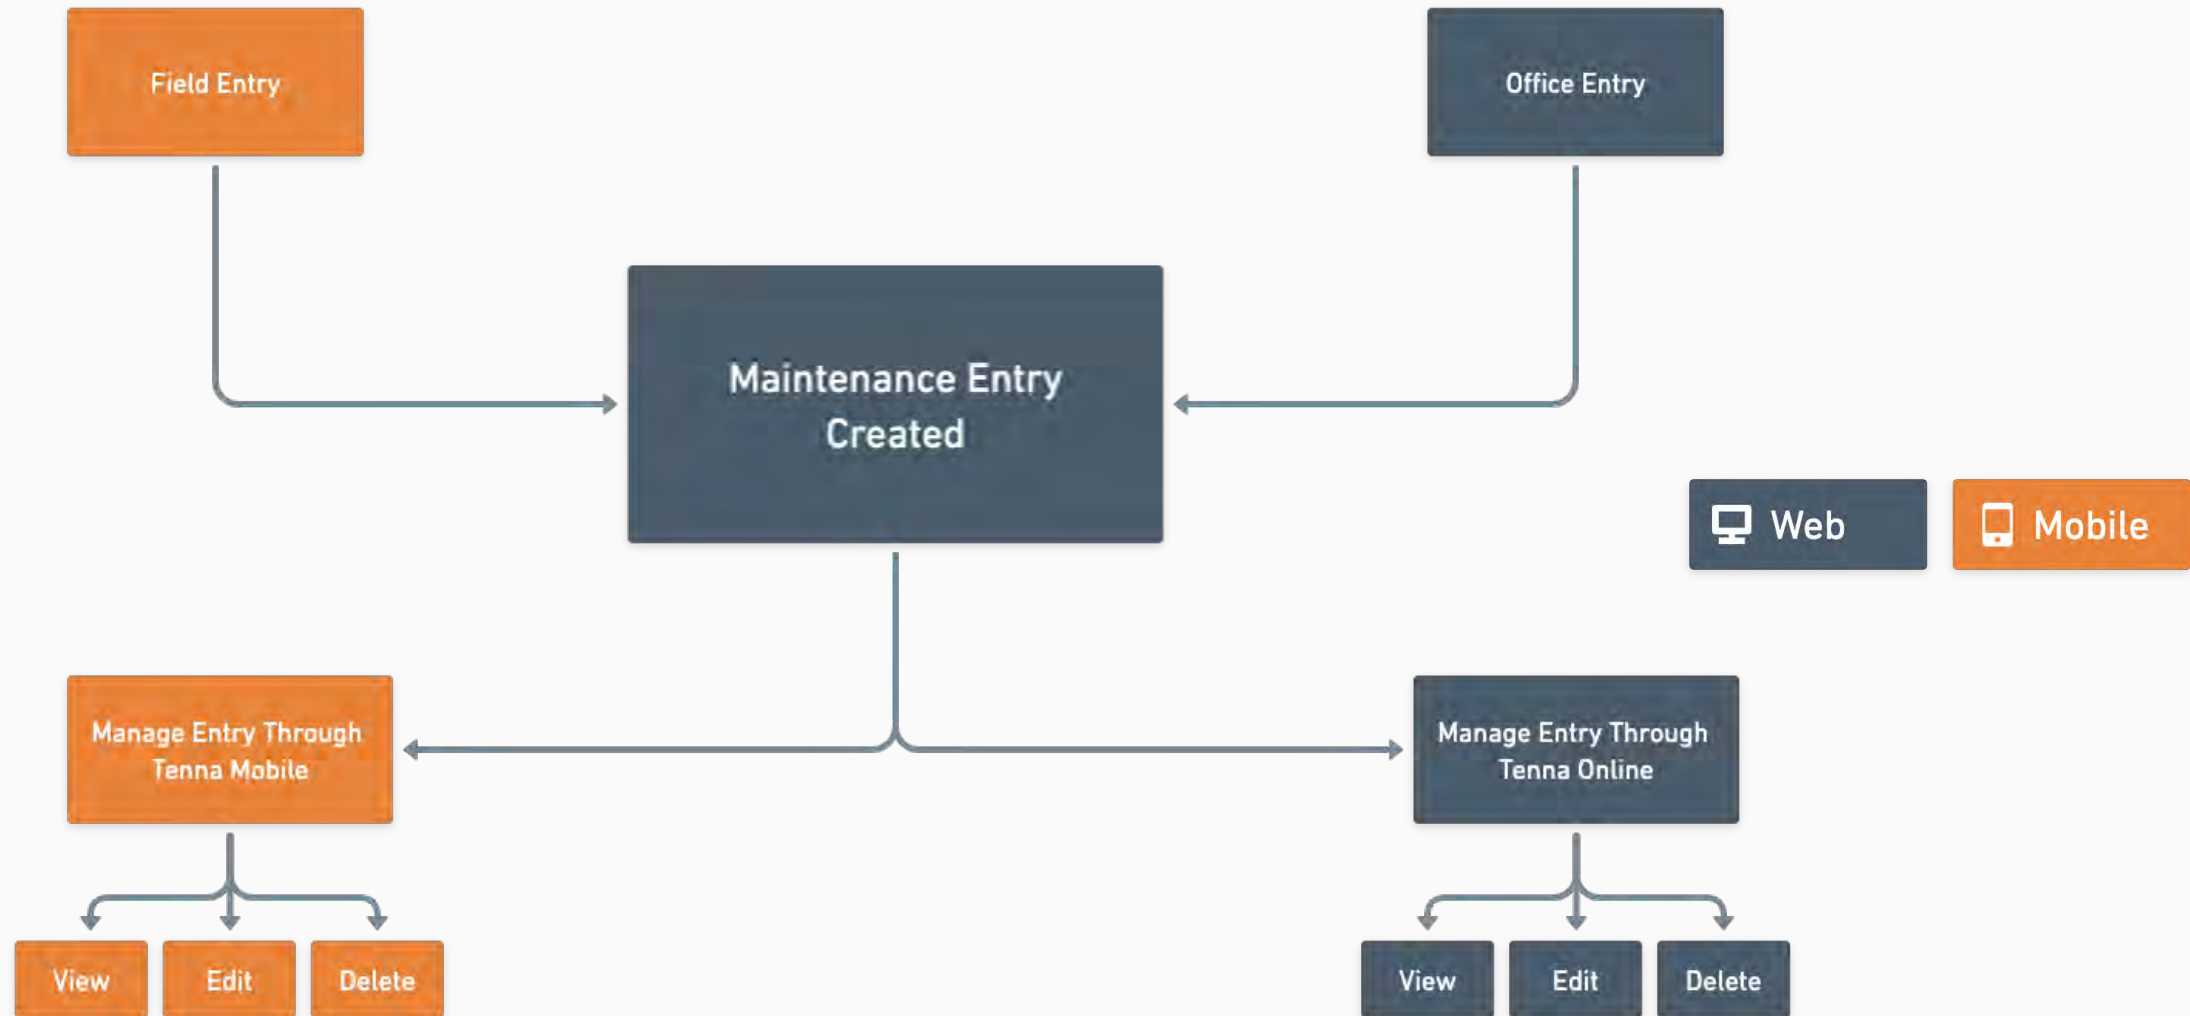 Field Entry
Office Entry
Maintenance Entry
Created
Web
Mobile
Manage Entry Through
Tenna Mobile
Manage Entry Through
Tenna Online
View
Edit
Delete
View
Edit
Delete